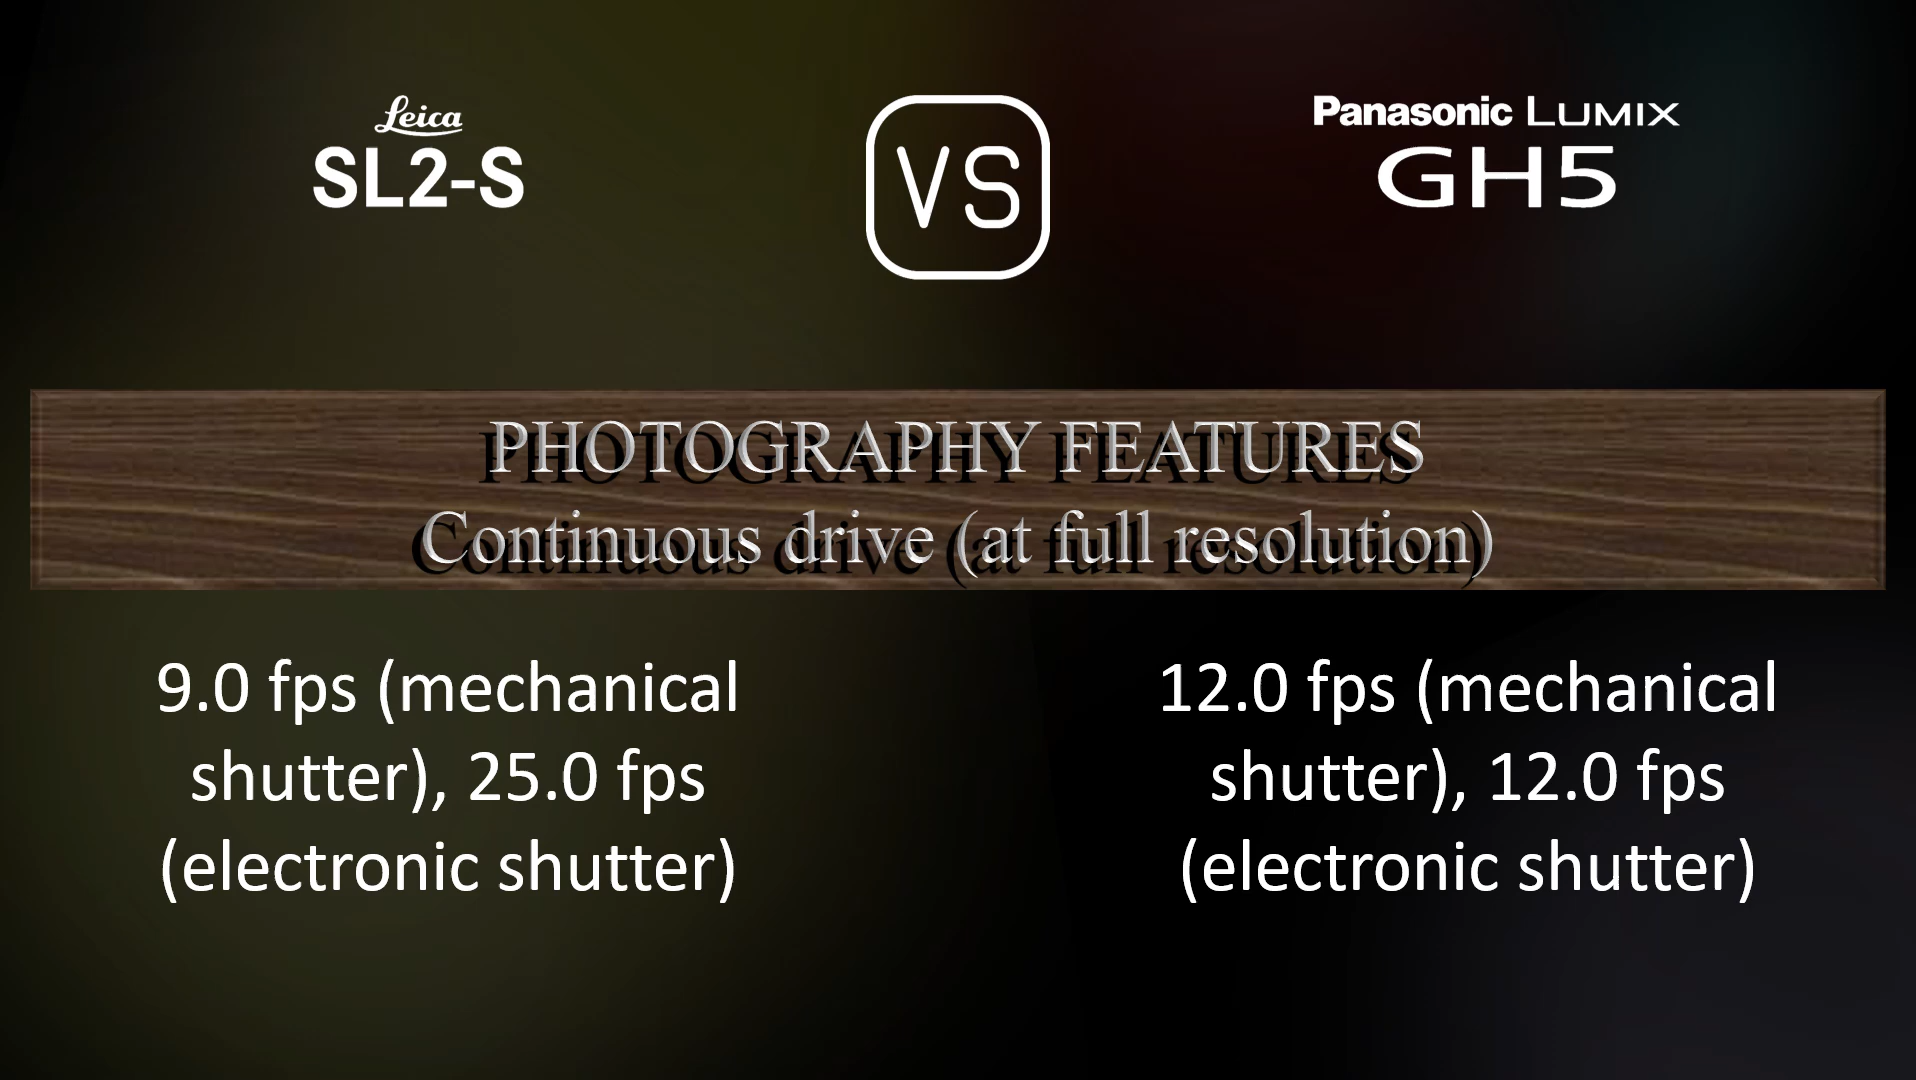 Leica
SL2-S
VS
Panasonic LUMIX
GH5
PHOTOGRAPHY FEATURES
Continuous drive (at full resolution)
9.0 fps (mechanical
shutter), 25.0 fps
(electronic shutter)
12.0 fps (mechanical
shutter), 12.0 fps
(electronic shutter)